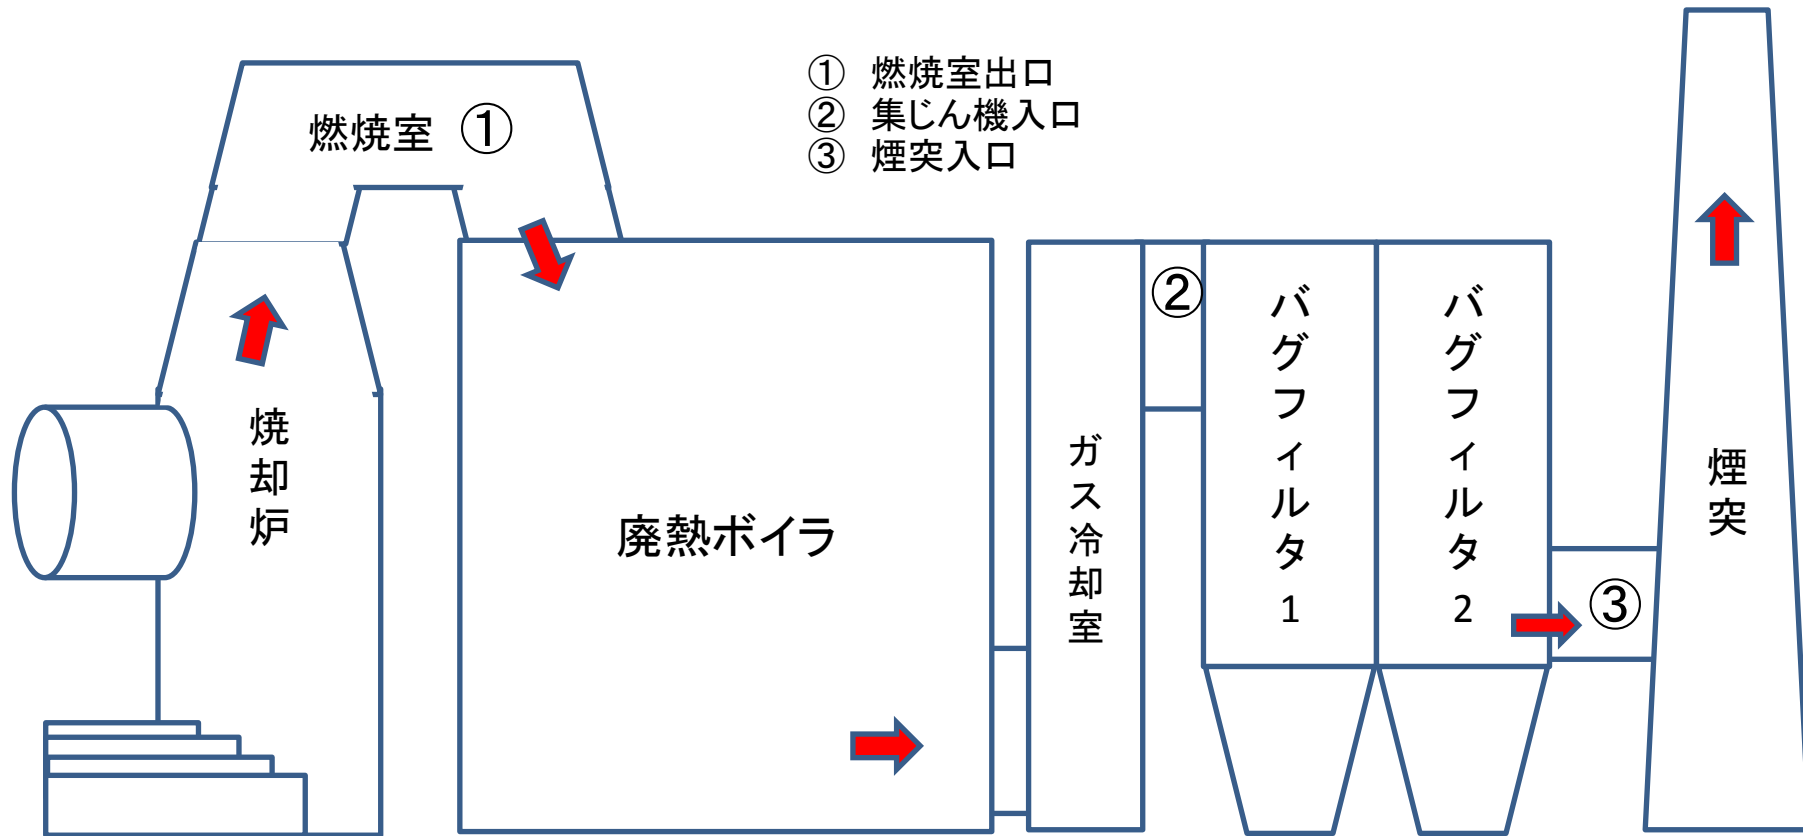 ① 燃焼室出口
② 集じん機入口
③ 煙突入口
燃焼室 ①
焼却炉
廃熱ボイラ
ガス冷却室
②
バグフィルタ1
バグフィルタ2
③
煙突